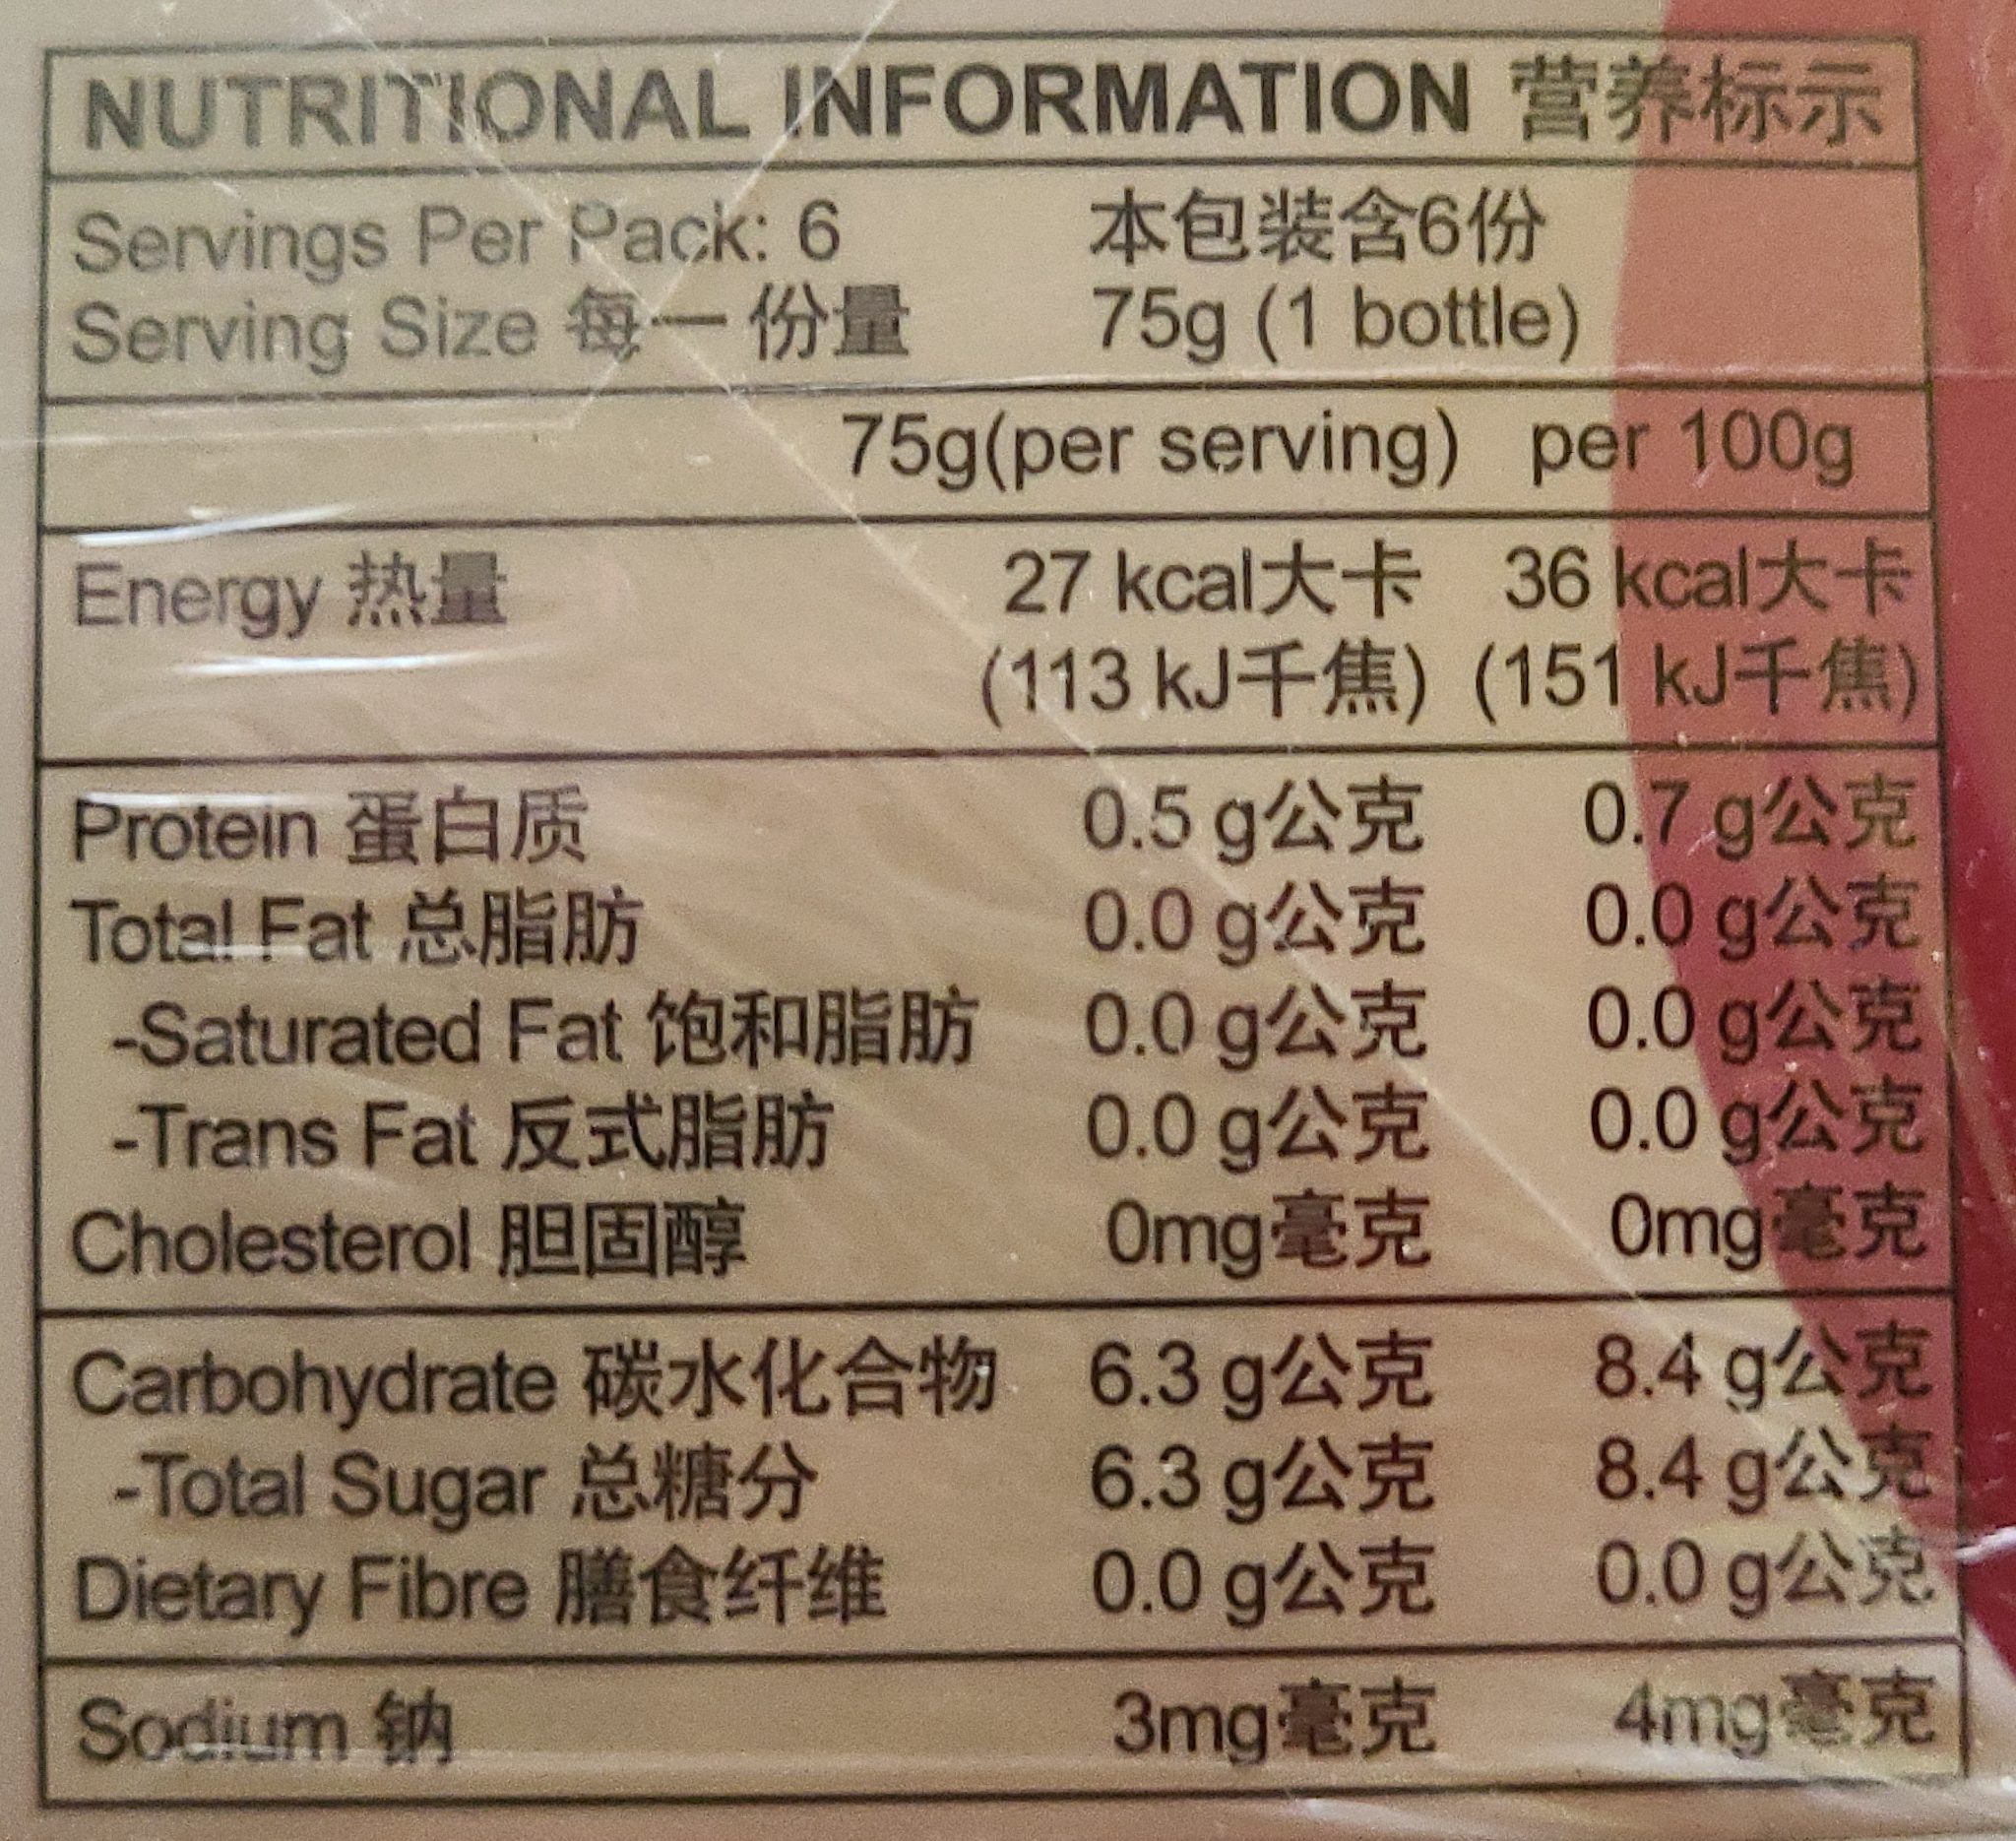 NUTRITIONAL INFORMATION 营养标示
Servings Per Pack: 6 本包装含6份
Serving Size 每一份量 75g (1 bottle)
75g(per serving) per 100g
Energy 热量 27 kcal大卡 36 kcal大卡
(113 kJ千焦) (151 kJ千焦)
Protein 蛋白质 0.5 g公克 0.7 g公克
Total Fat 总脂肪 0.0 g公克 0.0 g公克
-Saturated Fat 饱和脂肪 0.0 g公克 0.0 g公克
-Trans Fat 反式脂肪 0.0 g公克 0.0 g公克
Cholesterol 胆固醇 0mg毫克 0mg毫克
Carbohydrate 碳水化合物 6.3 g公克 8.4 g公克
-Total Sugar 总糖分 6.3 g公克 8.4 g公克
Dietary Fibre 膳食纤维 0.0 g公克 0.0 g公克
Sodium 钠 3mg毫克 4mg毫克